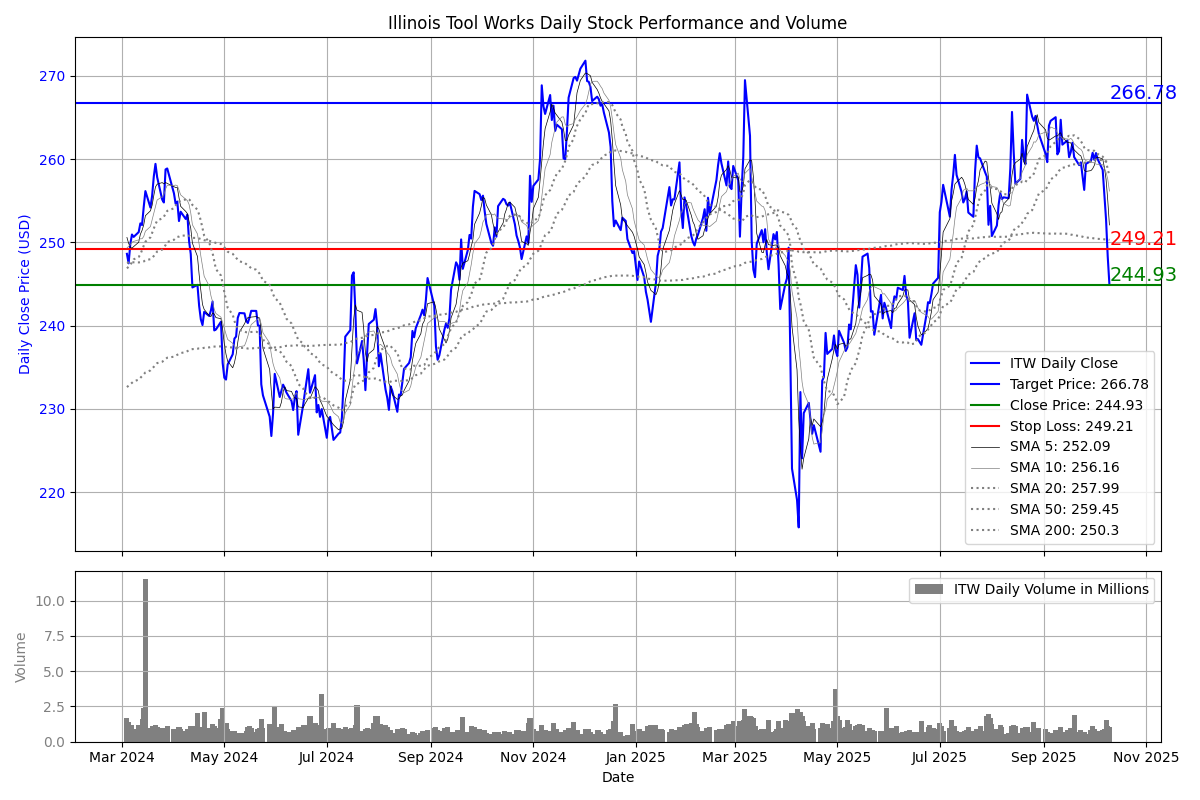 Illinois Tool Works Daily Stock Performance and Volume
Daily Close Price (USD)
270
260
250
240
230
220
266.78
249.21
244.93
ITW Daily Close
Target Price: 266.78
Close Price: 244.93
Stop Loss: 249.21
SMA 5: 252.09
SMA 10: 256.16
SMA 20: 257.99
SMA 50: 259.45
SMA 200: 250.3
Volume
10.0
7.5
5.0
2.5
0.0
ITW Daily Volume in Millions
Mar 2024 May 2024 Jul 2024 Sep 2024 Nov 2024 Jan 2025 Mar 2025 May 2025 Jul 2025 Sep 2025 Nov 2025
Date